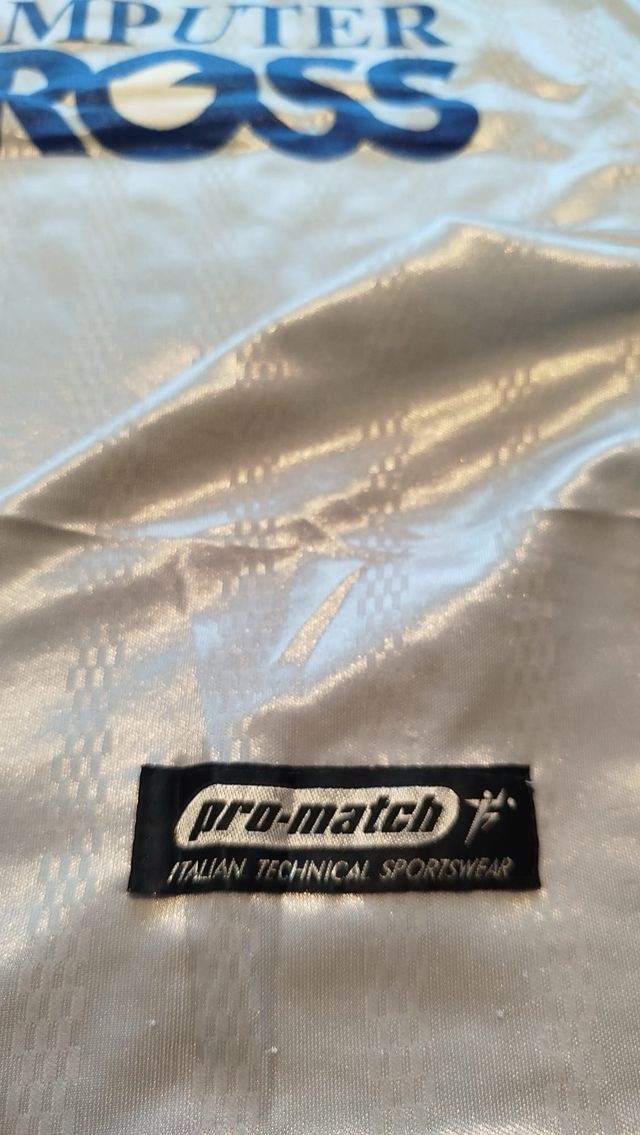 MPUTER
ROSS
pro-match
ITALIAN TECHNICAL SPORTSWEAR